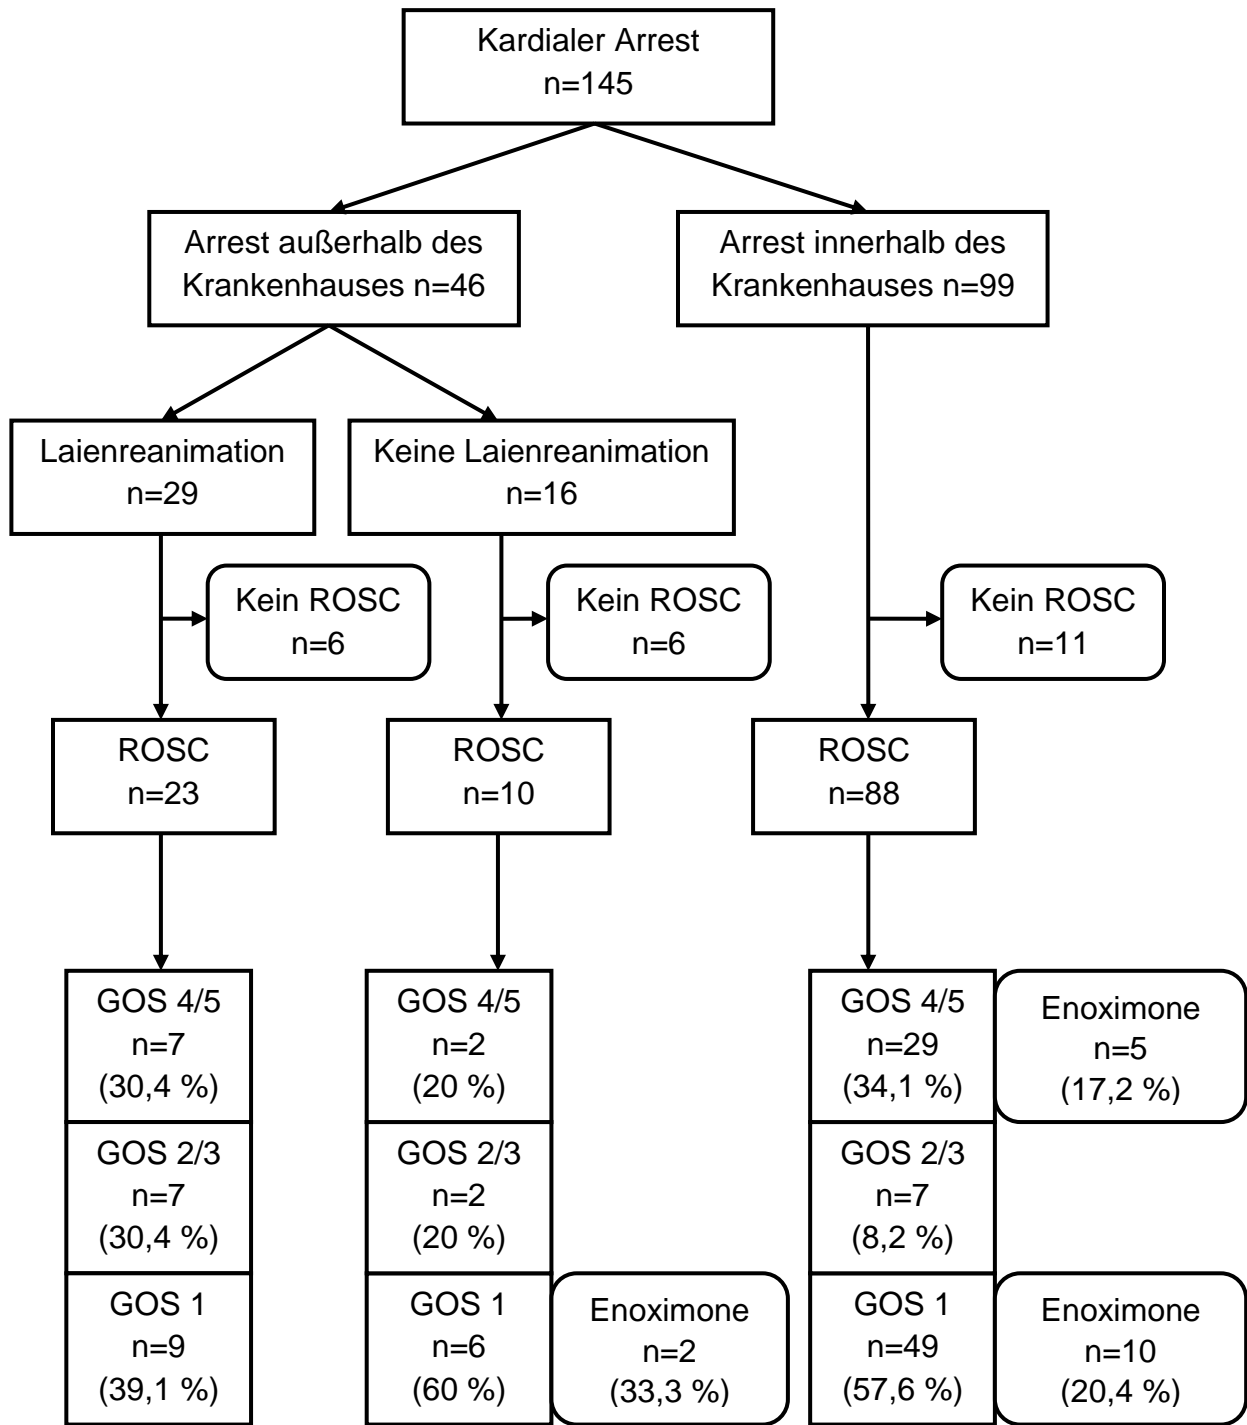 Kardialer Arrest
n=145
Arrest außerhalb des
Krankenhauses n=46
Arrest innerhalb des
Krankenhauses n=99
Laienreanimation
n=29
Keine Laienreanimation
n=16
Kein ROSC
n=6
Kein ROSC
n=6
Kein ROSC
n=11
ROSC
n=23
ROSC
n=10
ROSC
n=88
GOS 4/5
n=7
(30,4 %)
GOS 2/3
n=7
(30,4 %)
GOS 1
n=9
(39,1 %)
GOS 4/5
n=2
(20 %)
GOS 2/3
n=2
(20 %)
GOS 1
n=6
(60 %)
Enoximone
n=2
(33,3 %)
GOS 4/5
n=29
(34,1 %)
Enoximone
n=5
(17,2 %)
GOS 2/3
n=7
(8,2 %)
GOS 1
n=49
(57,6 %)
Enoximone
n=10
(20,4 %)